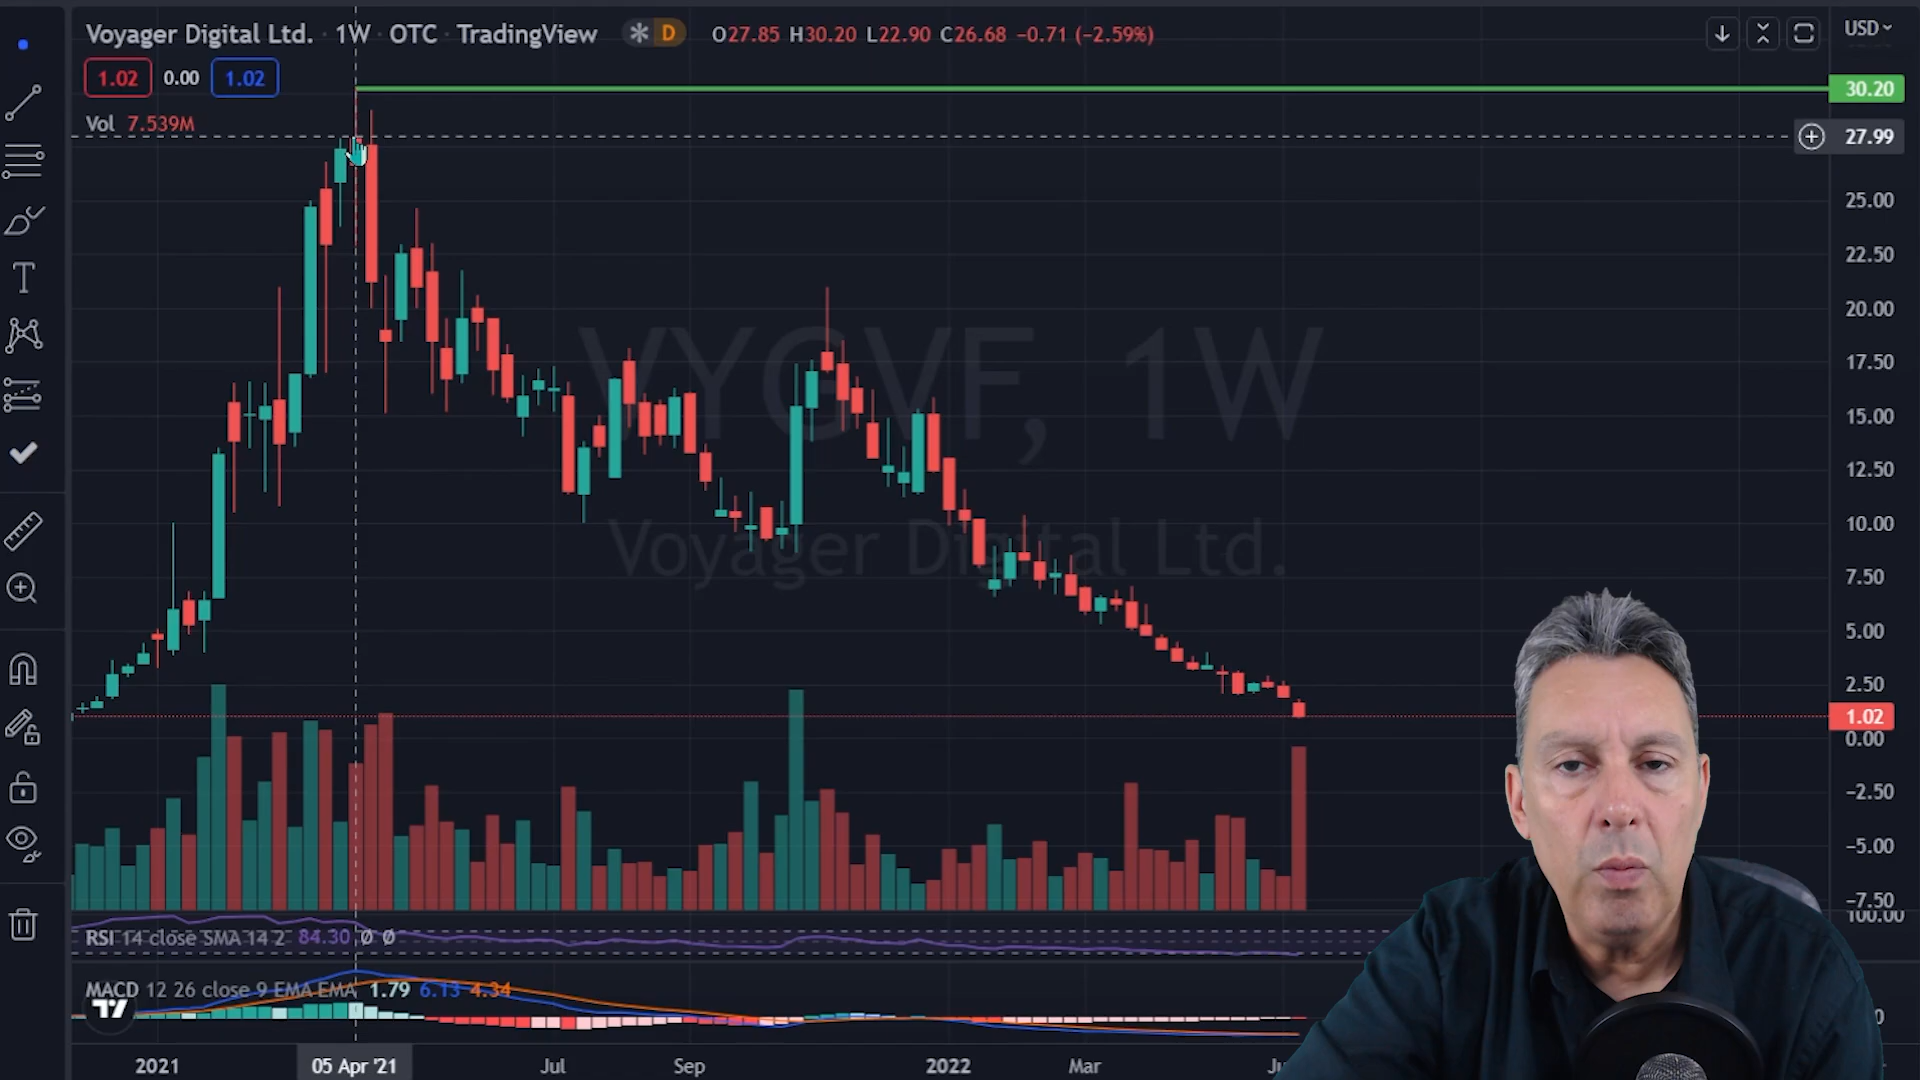 Voyager Digital Ltd. · 1W · OTC · TradingView D O27.85 H30.20 L22.90 C26.68 −0.71 (−2.59%)
USD
1.02 0.00 1.02
30.20
Vol 7.539M
27.99
25.00
22.50
20.00
VYGVF, 1W
17.50
15.00
12.50
10.00
Voyager Digital Ltd.
7.50
5.00
2.50
1.02
0.00
−2.50
−5.00
−7.50
100.00
RSI 14 close SMA 14 2 84.30 Ø Ø
MACD 12 26 close 9 EMA EMA 1.79 6.13 4.34
2021 05 Apr '21 Jul Sep 2022 Mar